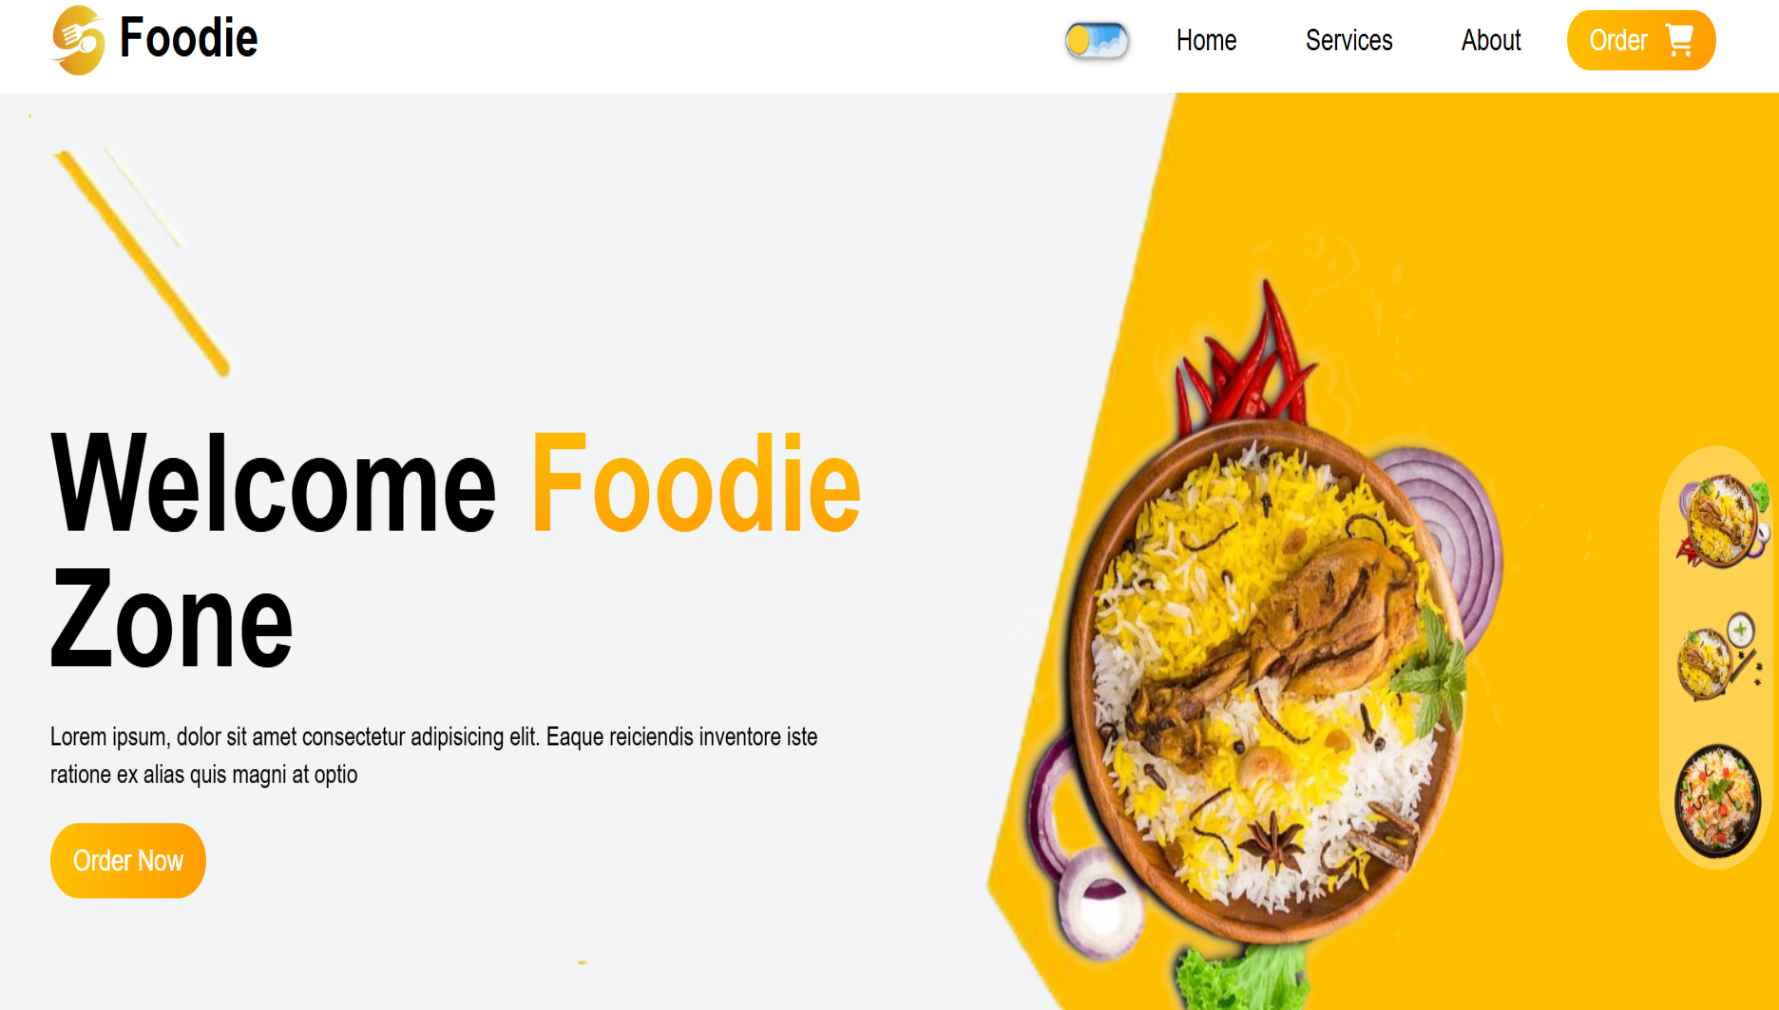 Foodie
Home
Services
About
Order
Welcome Foodie
Zone
Lorem ipsum, dolor sit amet consectetur adipisicing elit. Eaque reiciendis inventore iste
ratione ex alias quis magni at optio
Order Now